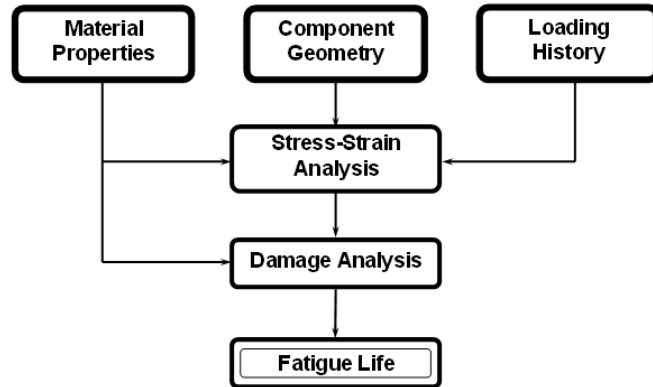 Material
Properties
Component
Geometry
Loading
History
Stress-Strain
Analysis
Damage Analysis
Fatigue Life